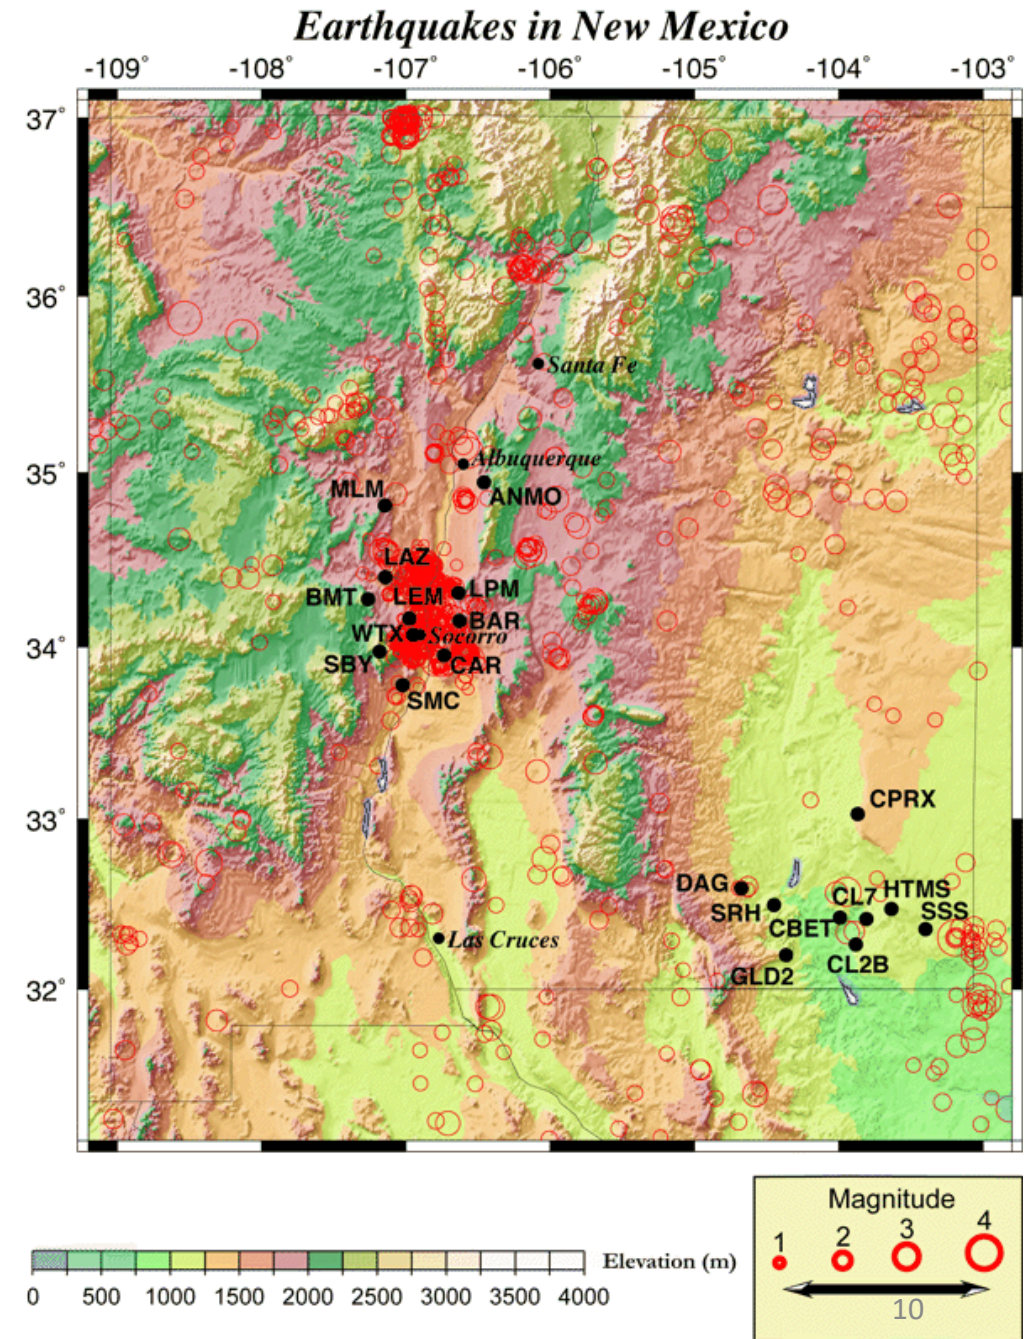 Earthquakes in New Mexico
-109° -108° -107° -106° -105° -104° -103°
37°
36°
Santa Fe
35°
Albuquerque
MLM
ANMO
LAZ
BMT LEM LPM
BAR
WTX Socorro
34°
SBY CAR
SMC
CPRX
33°
DAG CL7 HTMS
SRH CBET SSS
Las Cruces
GLD2 CL2B
32°
Magnitude
1 2 3 4
Elevation (m)
0 500 1000 1500 2000 2500 3000 3500 4000
10